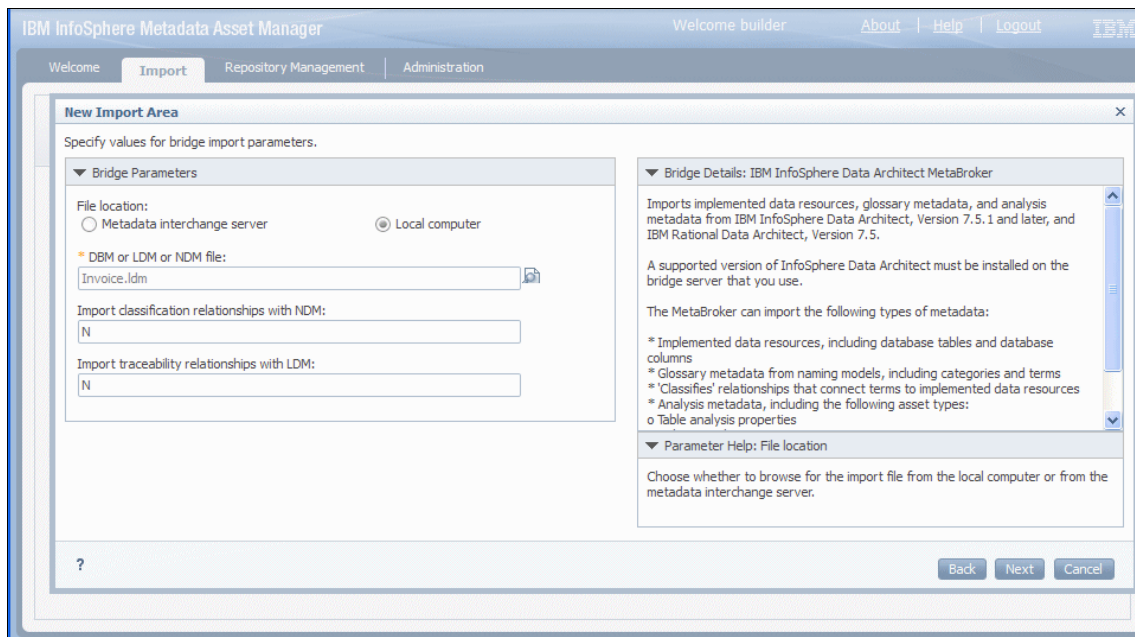 IBM InfoSphere Metadata Asset Manager
Welcome builder
About | Help | Logout
IBM
Welcome
Import
Repository Management
Administration
New Import Area
Specify values for bridge import parameters.
Bridge Parameters
File location:
Metadata interchange server
Local computer
* DBM or LDM or NDM file:
Invoice.ldm
Import classification relationships with NDM:
N
Import traceability relationships with LDM:
N
Bridge Details: IBM InfoSphere Data Architect MetaBroker
Imports implemented data resources, glossary metadata, and analysis
metadata from IBM InfoSphere Data Architect, Version 7.5.1 and later, and
IBM Rational Data Architect, Version 7.5.
A supported version of InfoSphere Data Architect must be installed on the
bridge server that you use.
The MetaBroker can import the following types of metadata:
* Implemented data resources, including database tables and database
columns
* Glossary metadata from naming models, including categories and terms
* 'Classifies' relationships that connect terms to implemented data resources
* Analysis metadata, including the following asset types:
o Table analysis properties
Parameter Help: File location
Choose whether to browse for the import file from the local computer or from the
metadata interchange server.
?
Back
Next
Cancel